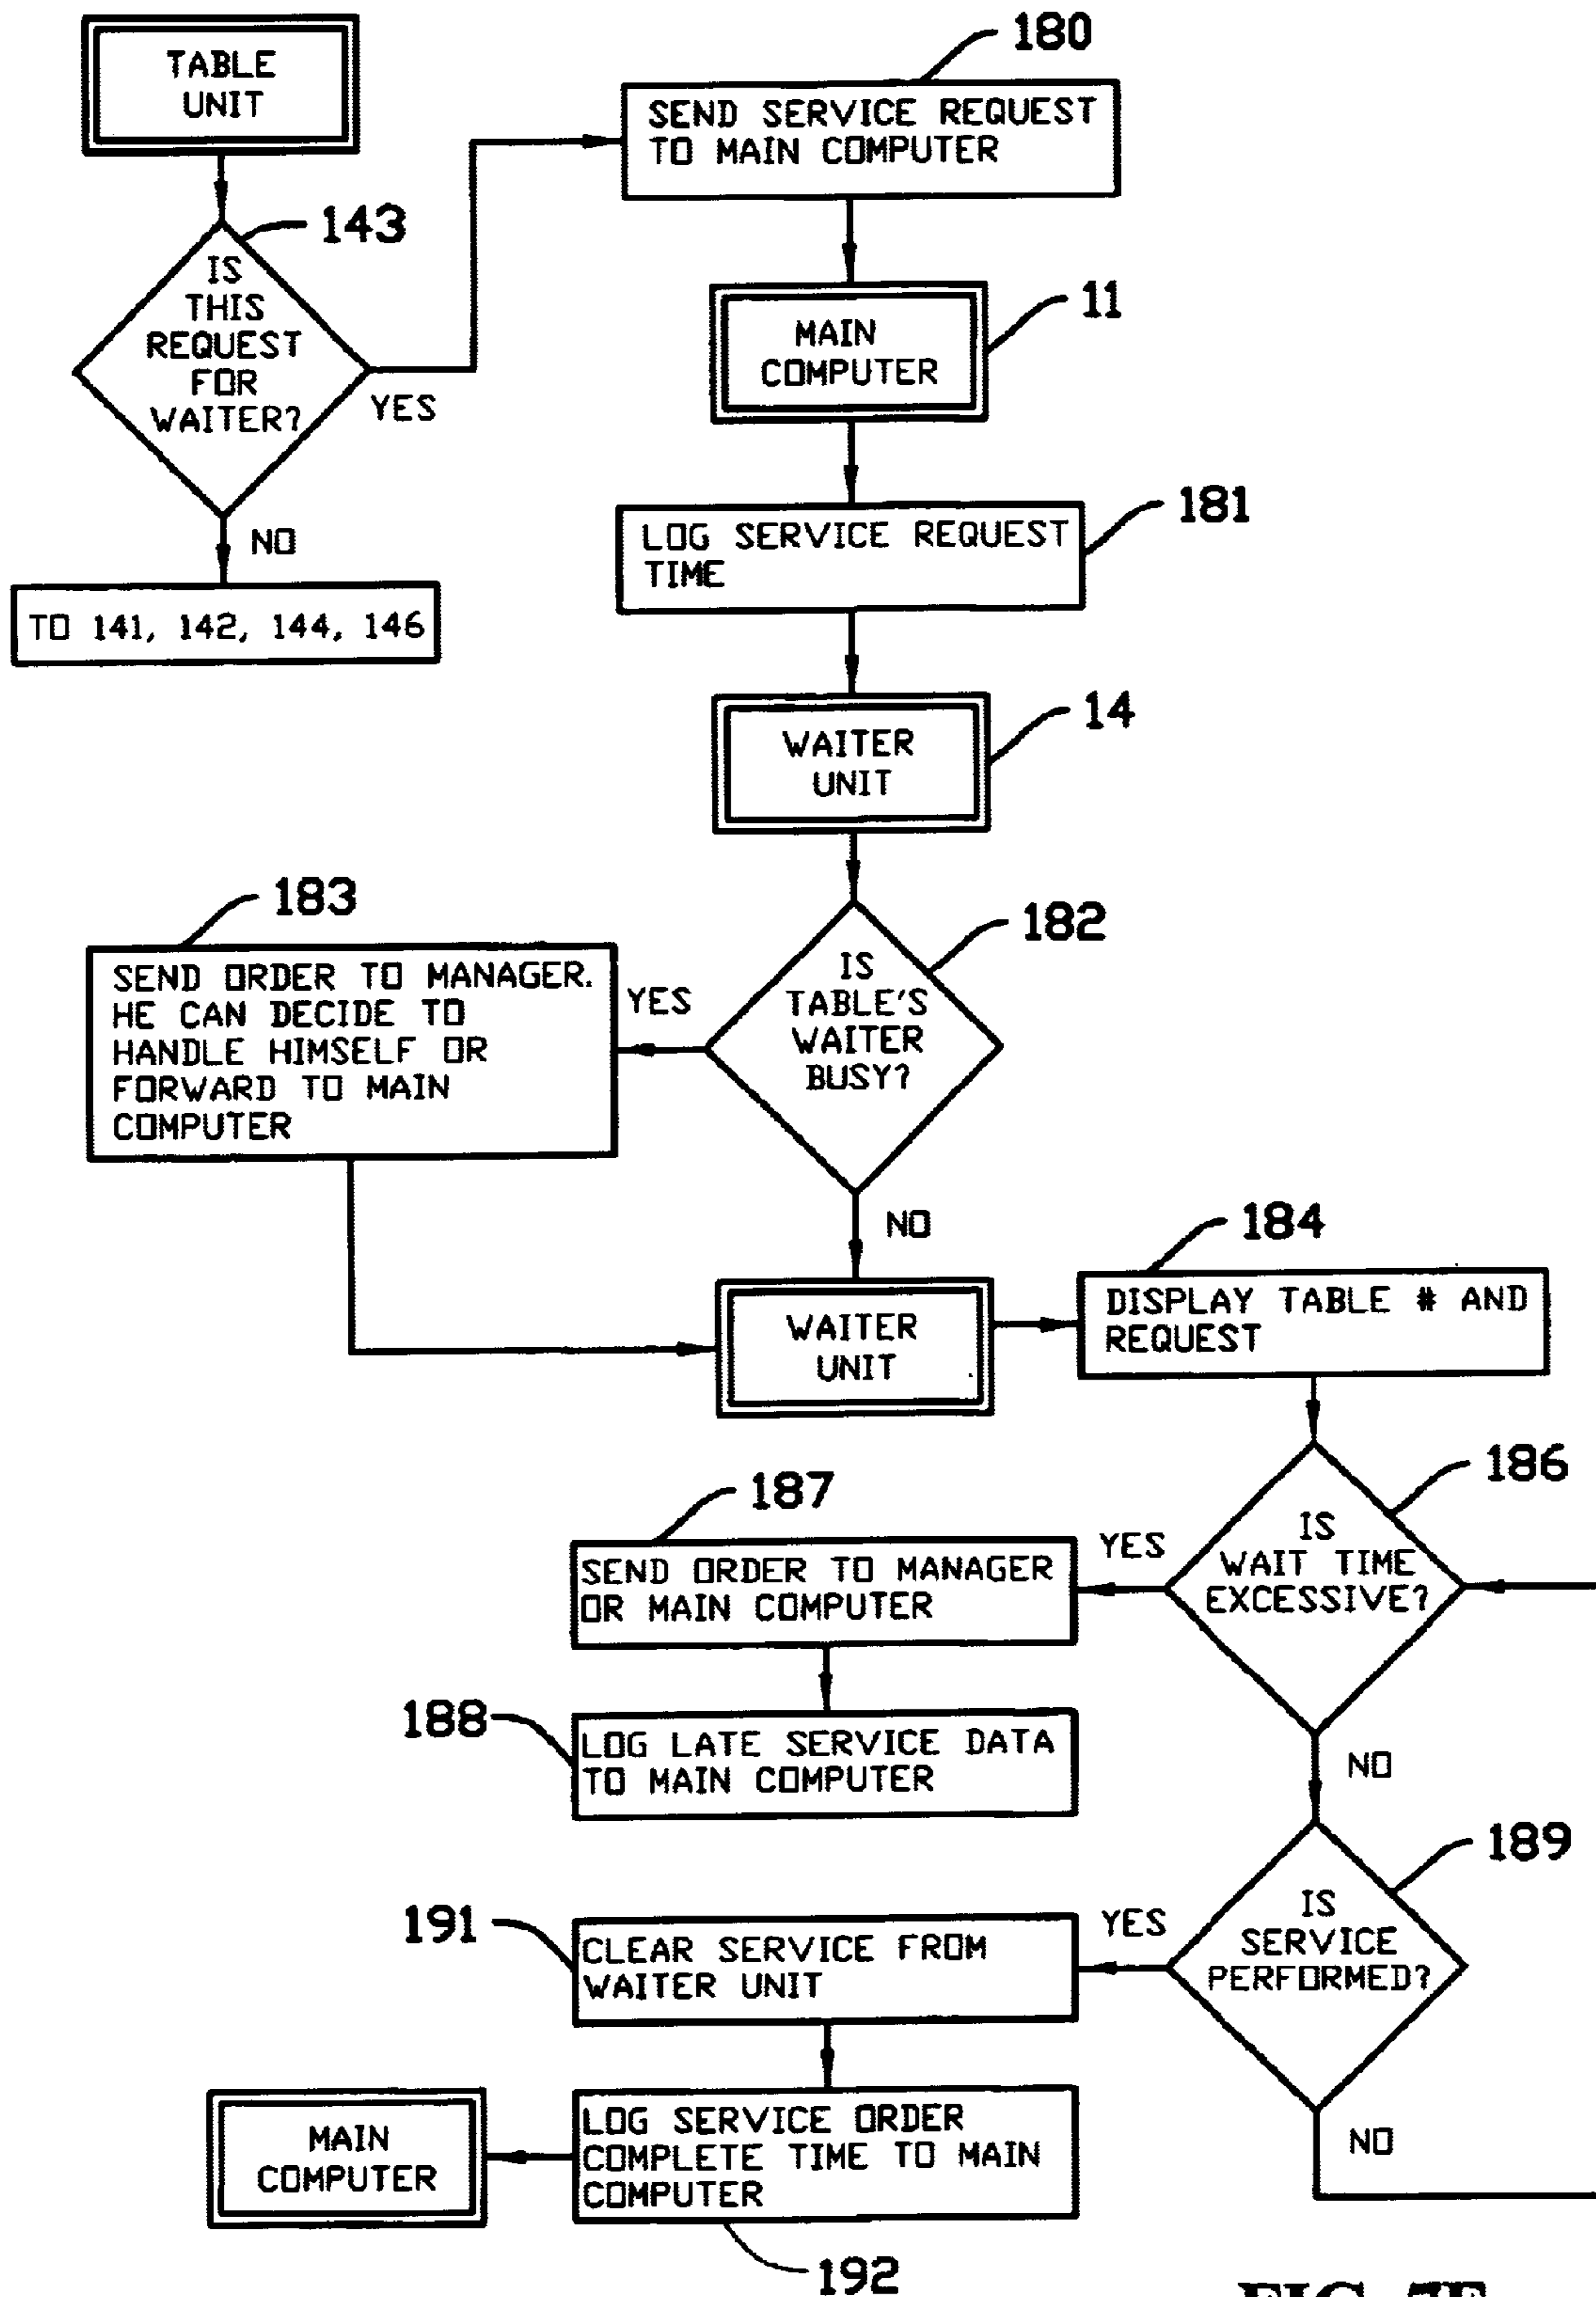 TABLE
UNIT
180
SEND SERVICE REQUEST
TO MAIN COMPUTER
143
IS
THIS
REQUEST
FOR
WAITER?
YES
NO
TO 141, 142, 144, 146
11
MAIN
COMPUTER
181
LOG SERVICE REQUEST
TIME
14
WAITER
UNIT
182
IS
TABLE'S
WAITER
BUSY?
YES
NO
183
SEND ORDER TO MANAGER.
HE CAN DECIDE TO
HANDLE HIMSELF OR
FORWARD TO MAIN
COMPUTER
WAITER
UNIT
184
DISPLAY TABLE # AND
REQUEST
186
IS
WAIT TIME
EXCESSIVE?
YES
NO
187
SEND ORDER TO MANAGER
OR MAIN COMPUTER
188
LOG LATE SERVICE DATA
TO MAIN COMPUTER
189
IS
SERVICE
PERFORMED?
YES
NO
191
CLEAR SERVICE FROM
WAITER UNIT
LOG SERVICE ORDER
COMPLETE TIME TO MAIN
COMPUTER
192
MAIN
COMPUTER